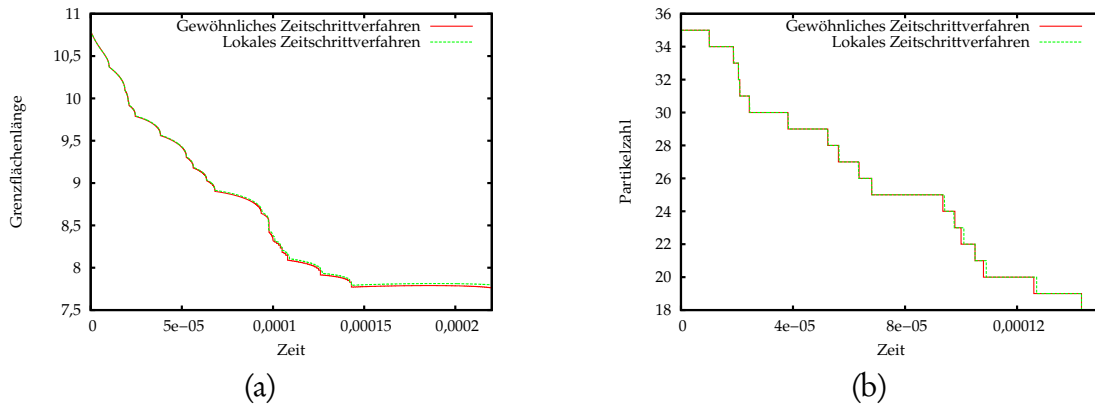 Gewöhnliches Zeitschrittverfahren
Lokales Zeitschrittverfahren
11
10,5
10
9,5
9
8,5
8
7,5
0
5e−05
0,0001
0,00015
0,0002
Grenzflächenlänge
Zeit
(a)
Gewöhnliches Zeitschrittverfahren
Lokales Zeitschrittverfahren
36
34
32
30
28
26
24
22
20
18
0
4e−05
8e−05
0,00012
Partikelzahl
Zeit
(b)